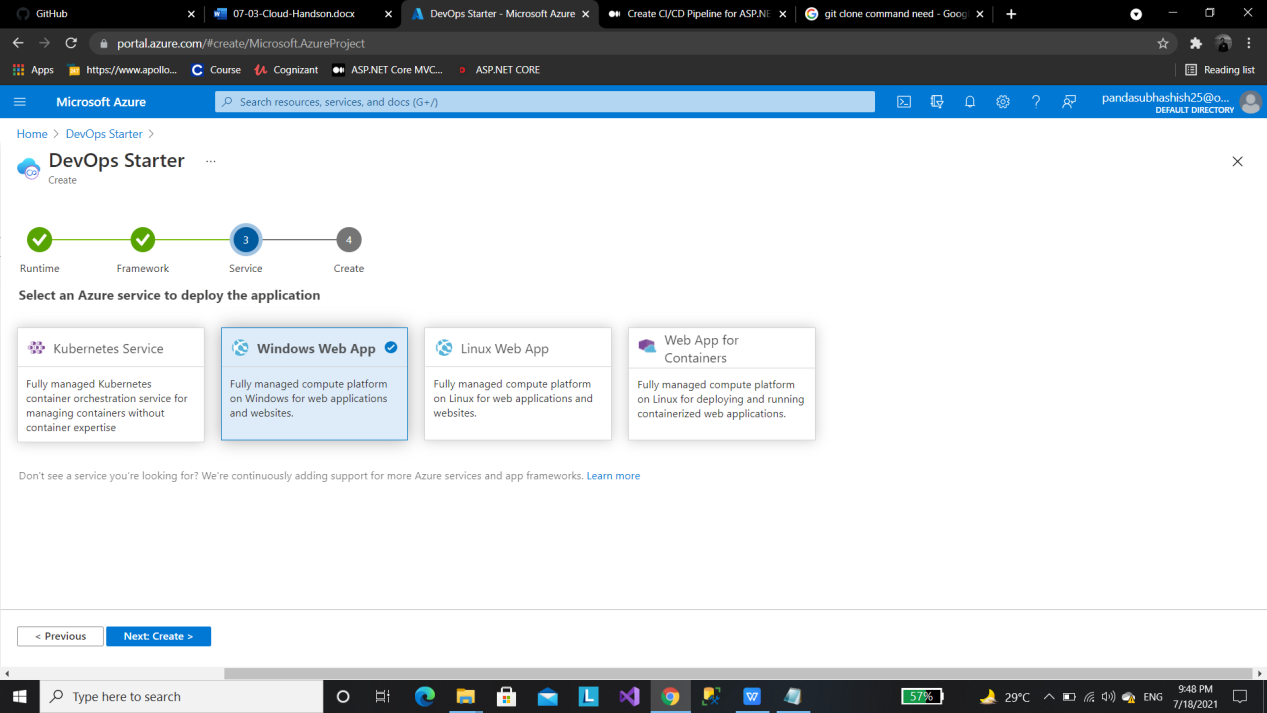 GitHub
07-03-Cloud-Handson.docx
DevOps Starter - Microsoft Azure
Create CI/CD Pipeline for ASP.NE
git clone command need - Goog
portal.azure.com/#create/Microsoft.AzureProject
Apps
https://www.apollo...
Course
Cognizant
ASP.NET Core MVC...
ASP.NET CORE
Reading list
Microsoft Azure
Search resources, services, and docs (G+/)
pandasubhashish25@o...
DEFAULT DIRECTORY
Home > DevOps Starter >
DevOps Starter ...
Create
3
4
Runtime
Framework
Service
Create
Select an Azure service to deploy the application
Kubernetes Service
Fully managed Kubernetes
container orchestration service for
managing containers without
container expertise
Windows Web App
Fully managed compute platform
on Windows for web applications
and websites.
Linux Web App
Fully managed compute platform
on Linux for web applications and
websites.
Web App for
Containers
Fully managed compute platform
on Linux for deploying and running
containerized web applications.
Don't see a service you're looking for? We're continuously adding support for more Azure services and app frameworks. Learn more
< Previous
Next: Create >
Type here to search
57%
29°C
ENG
9:48 PM
7/18/2021